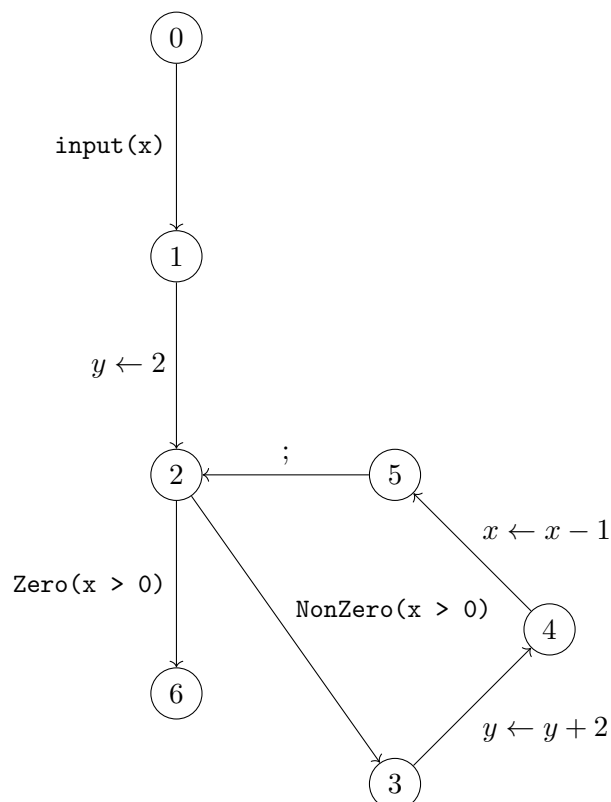 0
input(x)
1
y ← 2
;
2
5
x ← x − 1
Zero(x > 0)
NonZero(x > 0)
4
6
y ← y + 2
3